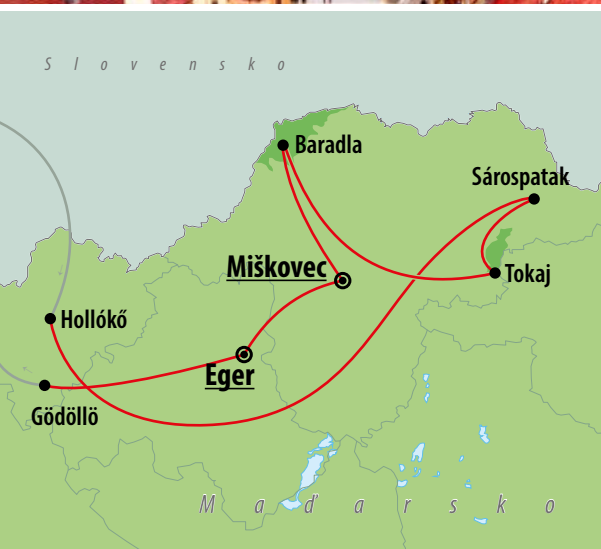 Slovensko
Baradla
Sárospatak
Miškovec
Tokaj
Hollókő
Eger
Gödöllö
Maďarsko